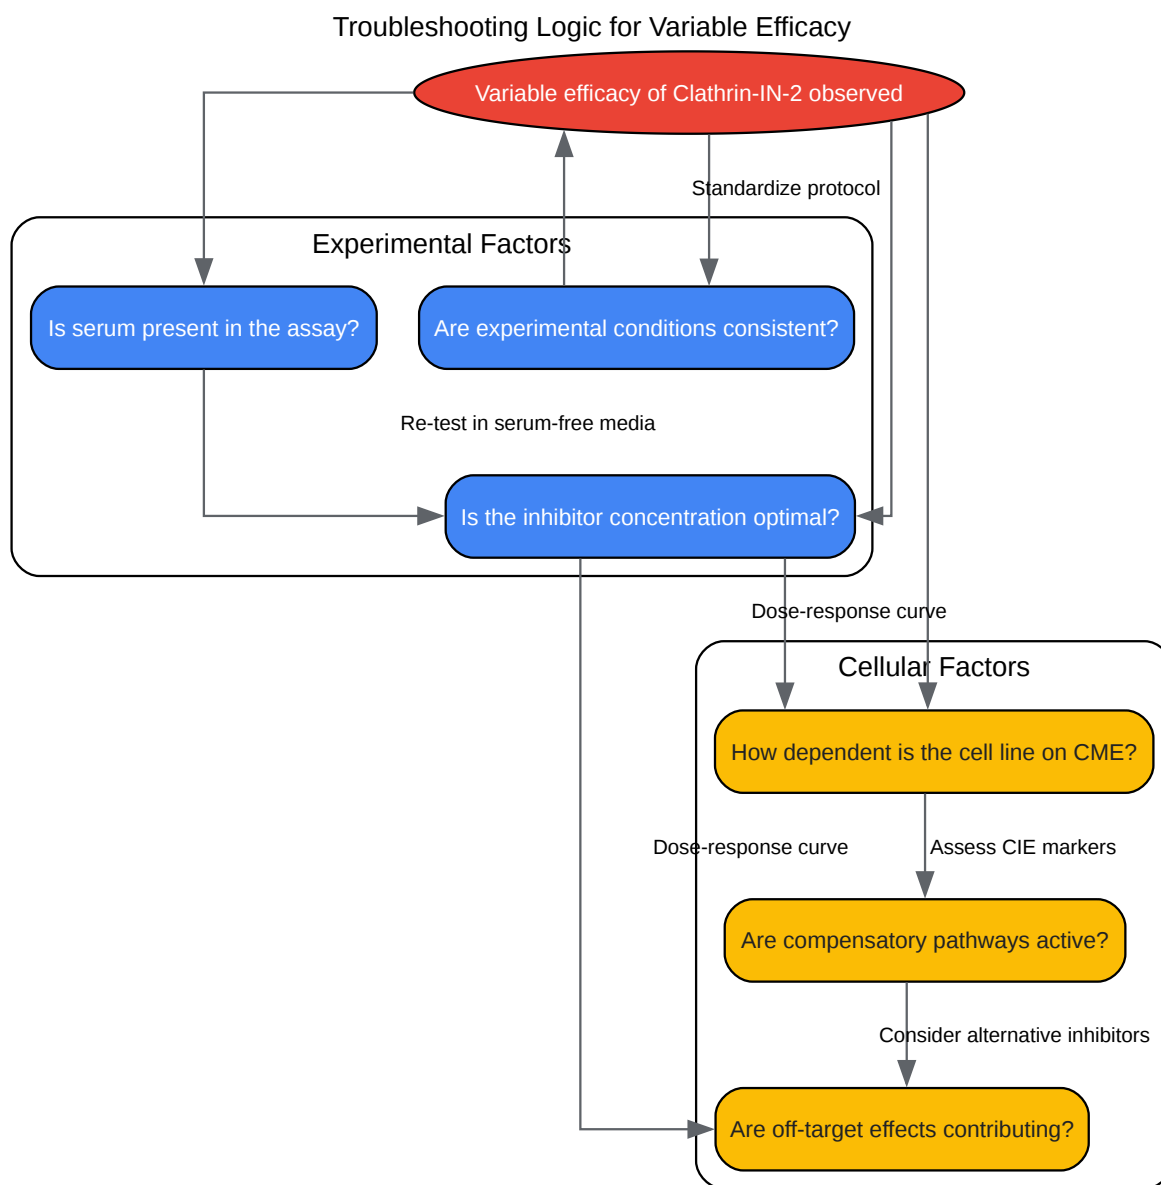 Troubleshooting Logic for Variable Efficacy
Variable efficacy of Clathrin-IN-2 observed
Standardize protocol
Experimental Factors
Is serum present in the assay?
Are experimental conditions consistent?
Re-test in serum-free media
Is the inhibitor concentration optimal?
Dose-response curve
Cellular Factors
How dependent is the cell line on CME?
Dose-response curve
Assess CIE markers
Are compensatory pathways active?
Consider alternative inhibitors
Are off-target effects contributing?